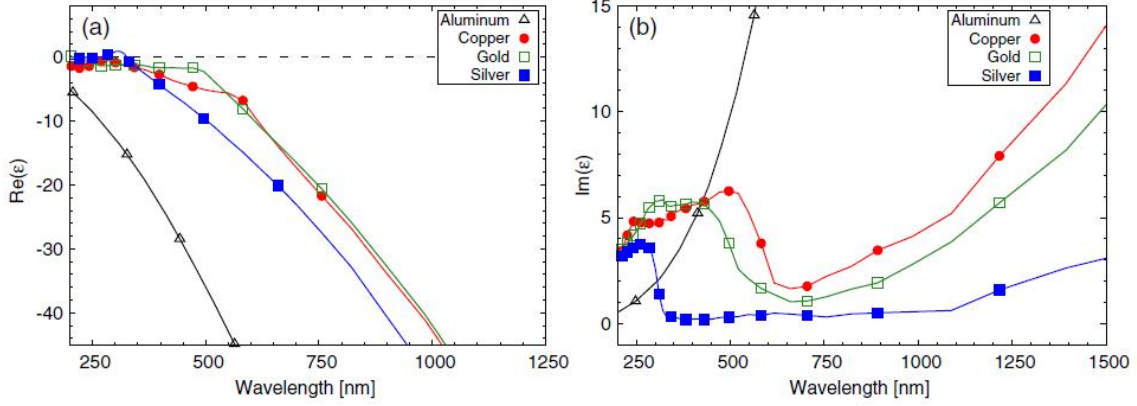 (a)
Aluminum
Copper
Gold
Silver
0
-10
-20
-30
-40
Re(ε)
250 500 750 1000 1250
Wavelength [nm]
(b)
Aluminum
Copper
Gold
Silver
15
10
5
0
Im(ε)
250 500 750 1000 1250 1500
Wavelength [nm]